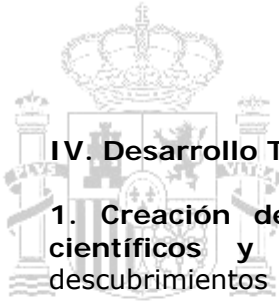 IV. Desarrollo T
1. Creación de
científicos y
descubrimientos